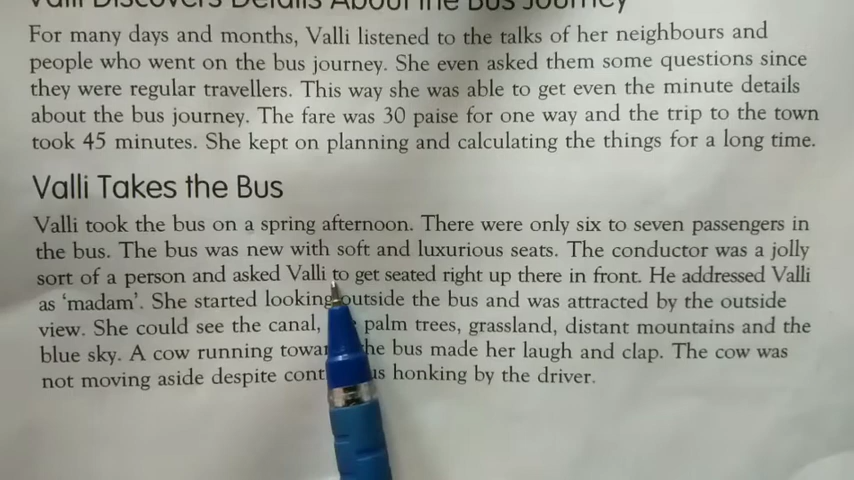 Valli Discovers Details About the Bus Journey
For many days and months, Valli listened to the talks of her neighbours and
people who went on the bus journey. She even asked them some questions since
they were regular travellers. This way she was able to get even the minute details
about the bus journey. The fare was 30 paise for one way and the trip to the town
took 45 minutes. She kept on planning and calculating the things for a long time.
Valli Takes the Bus
Valli took the bus on a spring afternoon. There were only six to seven passengers in
the bus. The bus was new with soft and luxurious seats. The conductor was a jolly
sort of a person and asked Valli to get seated right up there in front. He addressed Valli
as ‘madam’. She started looking outside the bus and was attracted by the outside
view. She could see the canal, palm trees, grassland, distant mountains and the
blue sky. A cow running the bus made her laugh and clap. The cow was
not moving aside despite honking by the driver.